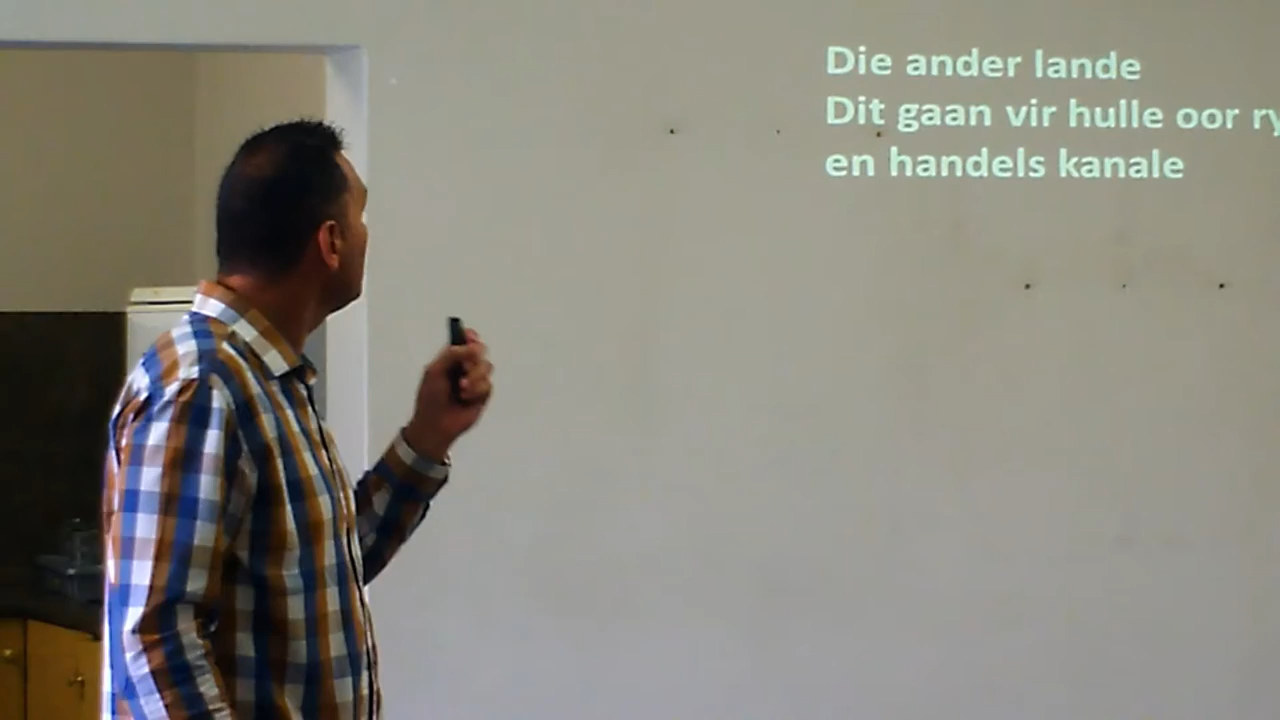 Die ander lande
Dit gaan vir hulle oor
en handels kanale